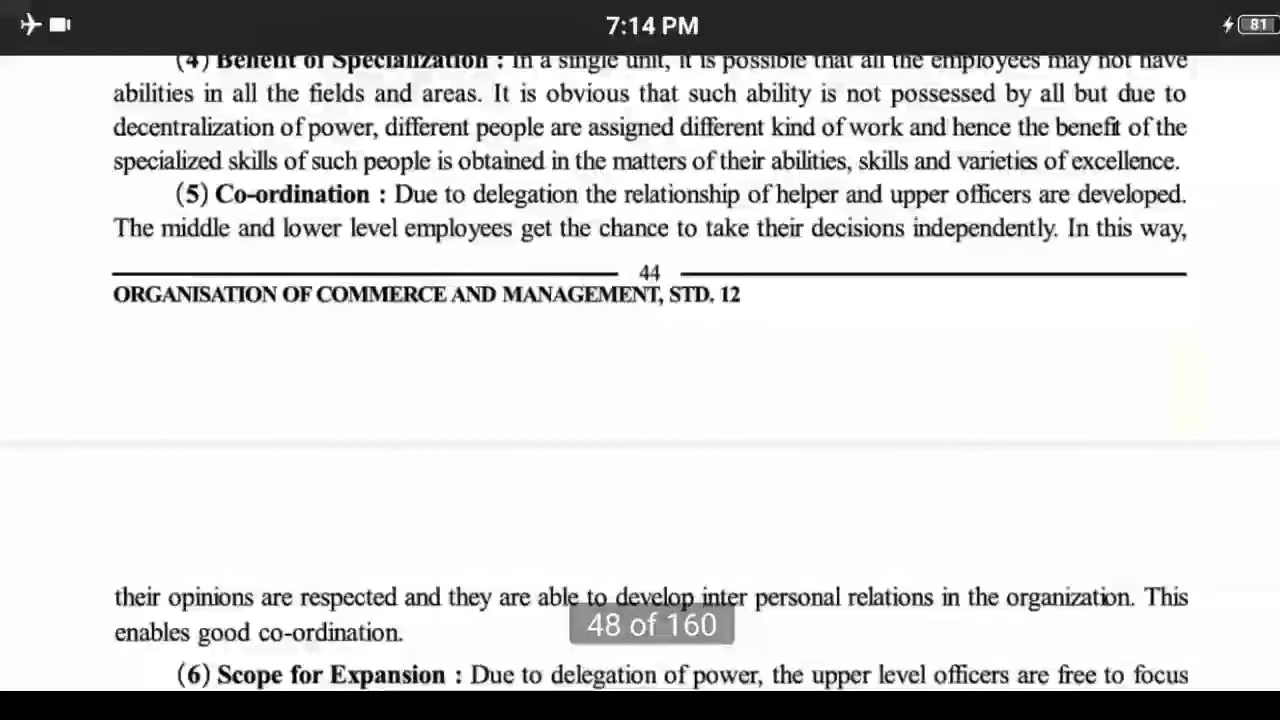 7:14 PM
81
(4) Benefit of Specialization : In a single unit, it is possible that all the employees may not have
abilities in all the fields and areas. It is obvious that such ability is not possessed by all but due to
decentralization of power, different people are assigned different kind of work and hence the benefit of the
specialized skills of such people is obtained in the matters of their abilities, skills and varieties of excellence.
(5) Co-ordination : Due to delegation the relationship of helper and upper officers are developed.
The middle and lower level employees get the chance to take their decisions independently. In this way,
44
ORGANISATION OF COMMERCE AND MANAGEMENT, STD. 12
their opinions are respected and they are able to develop inter personal relations in the organization. This
enables good co-ordination.
48 of 160
(6) Scope for Expansion : Due to delegation of power, the upper level officers are free to focus